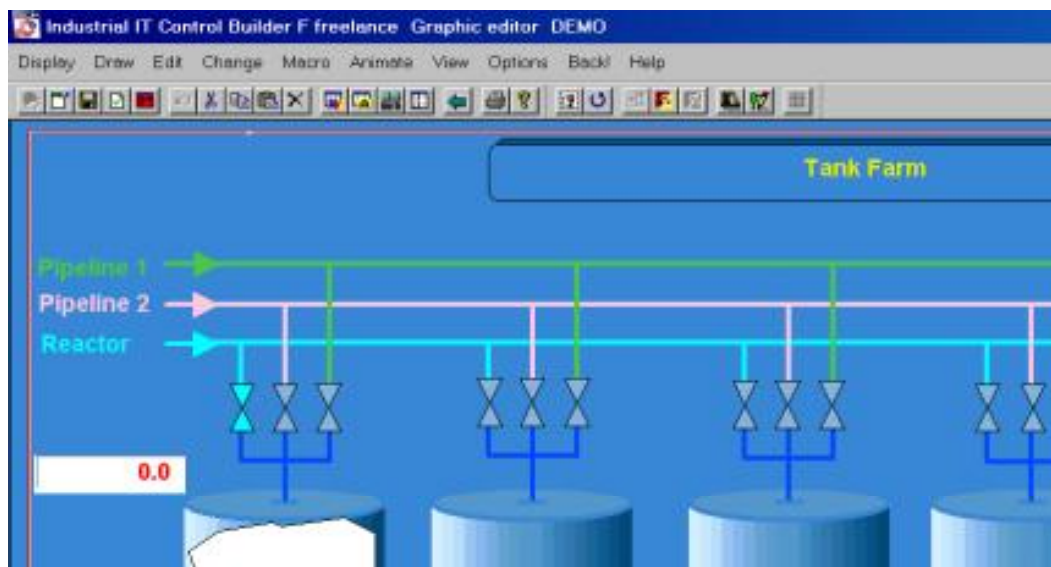 Industrial IT Control Builder F freelance Graphic editor DEMO
Display Draw Edit Change Macro Animate View Options Back! Help
Tank Farm
Pipeline 1
Pipeline 2
Reactor
0.0